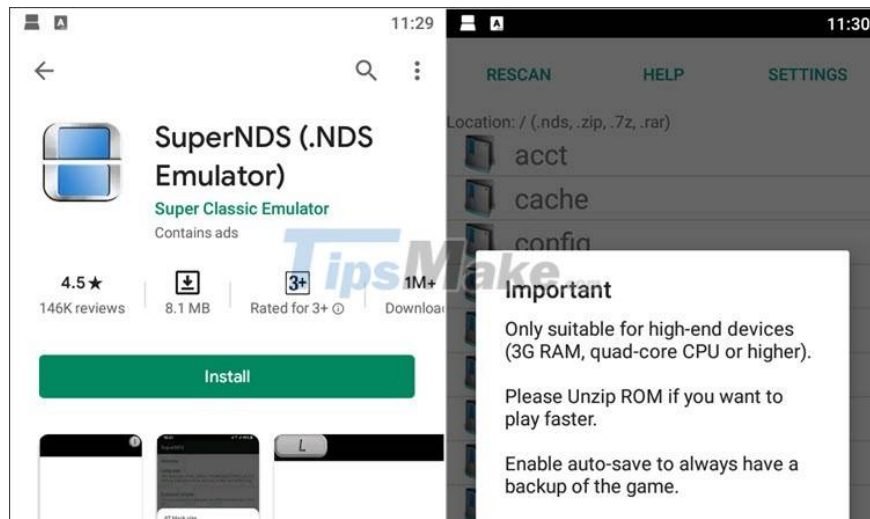 11:29
SuperNDS (.NDS
Emulator)
Super Classic Emulator
Contains ads
4.5★
146K reviews
8.1 MB
3+
Rated for 3+
1M+
Downloa
Install
L
11:30
RESCAN HELP SETTINGS
Location: / (.nds, .zip, .7z, .rar)
acct
cache
config
TipsMake
.com
Important
Only suitable for high-end devices
(3G RAM, quad-core CPU or higher).
Please Unzip ROM if you want to
play faster.
Enable auto-save to always have a
backup of the game.